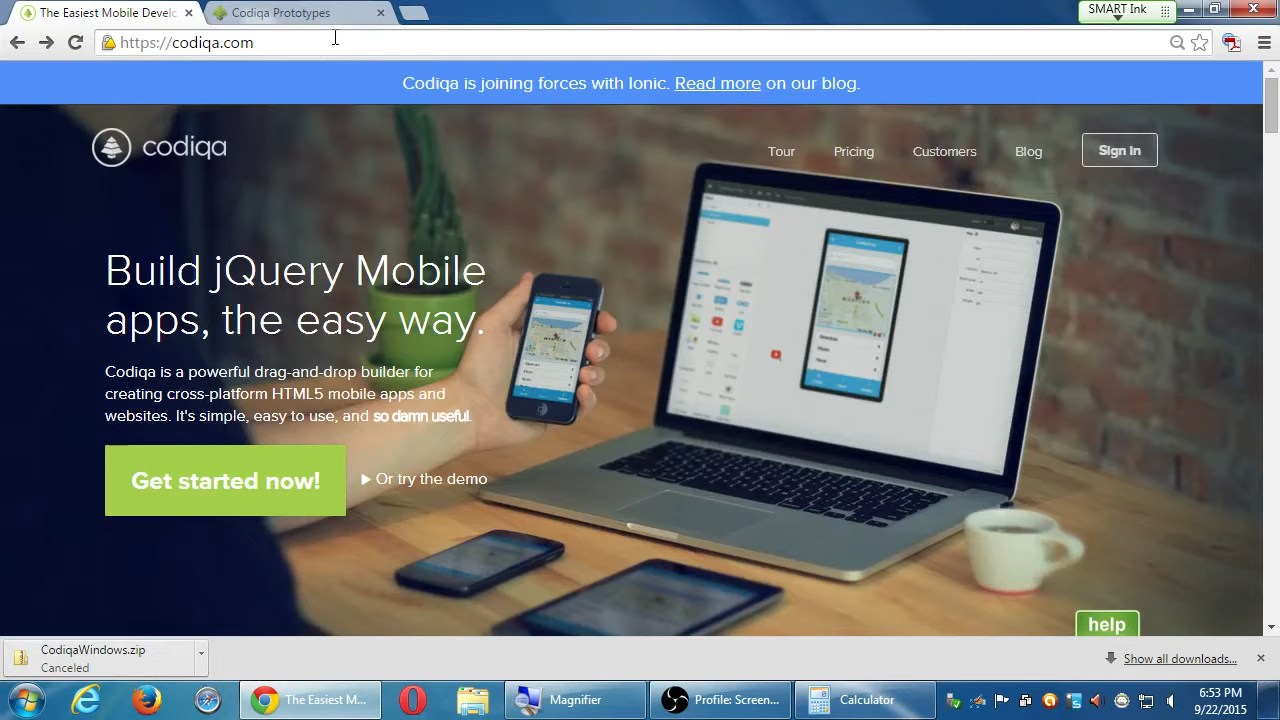 The Easiest Mobile Develc
Codiqa Prototypes
SMART Ink
https://codiqa.com
Codiqa is joining forces with Ionic. Read more on our blog.
codiqa
Tour
Pricing
Customers
Blog
Sign In
Build jQuery Mobile
apps, the easy way.
Codiqa is a powerful drag-and-drop builder for
creating cross-platform HTML5 mobile apps and
websites. It's simple, easy to use, and so damn useful.
Get started now!
Or try the demo
help
CodiqaWindows.zip
Canceled
Show all downloads...
The Easiest M...
Magnifier
Profile: Screen...
Calculator
6:53 PM
9/22/2015